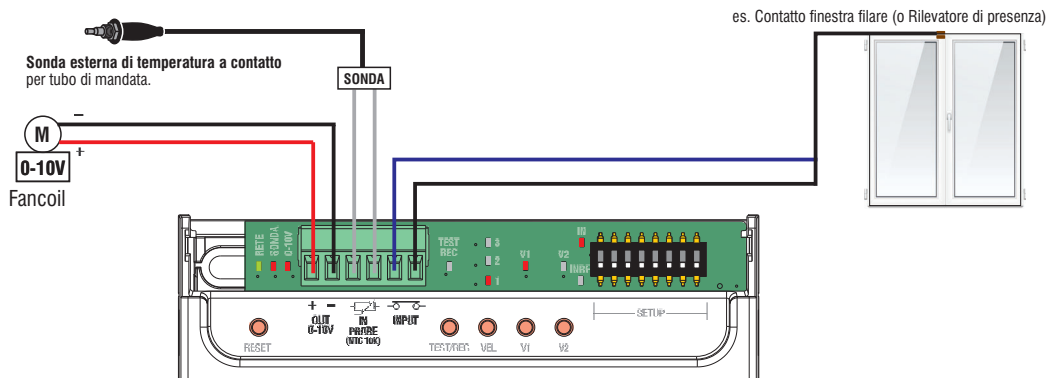 es. Contatto finestra filare (o Rilevatore di presenza)
Sonda esterna di temperatura a contatto
per tubo di mandata.
SONDA
−
M
+
0-10V
Fancoil
RETE
SONDA
0-10V
TEST
REC
3
2
1
V1
V2
IN
+ −
OUT
0-10V
IN
(NTC 10K)
INPUT
SETUP
RESET
TEST/REC
VEL
V1
V2